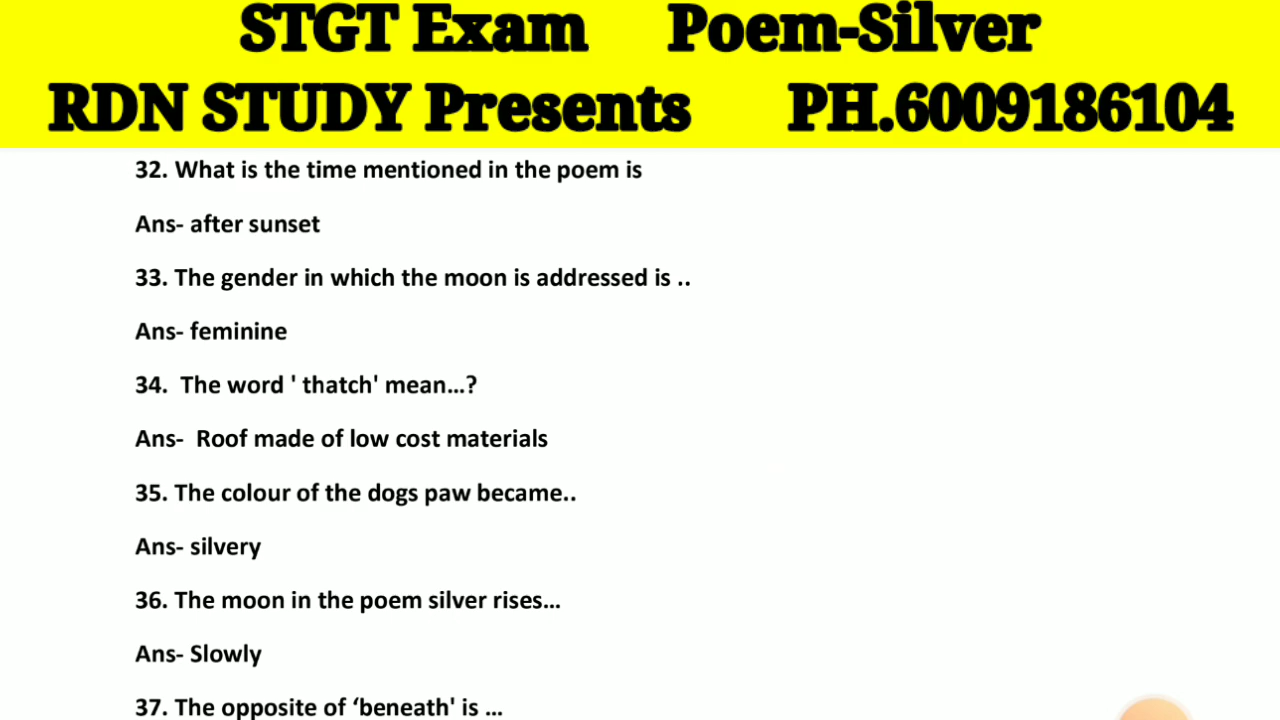 STGT Exam Poem-Silver
RDN STUDY Presents PH.6009186104
32. What is the time mentioned in the poem is
Ans- after sunset
33. The gender in which the moon is addressed is ..
Ans- feminine
34. The word ' thatch' mean...?
Ans- Roof made of low cost materials
35. The colour of the dogs paw became..
Ans- silvery
36. The moon in the poem silver rises...
Ans- Slowly
37. The opposite of ‘beneath' is ...